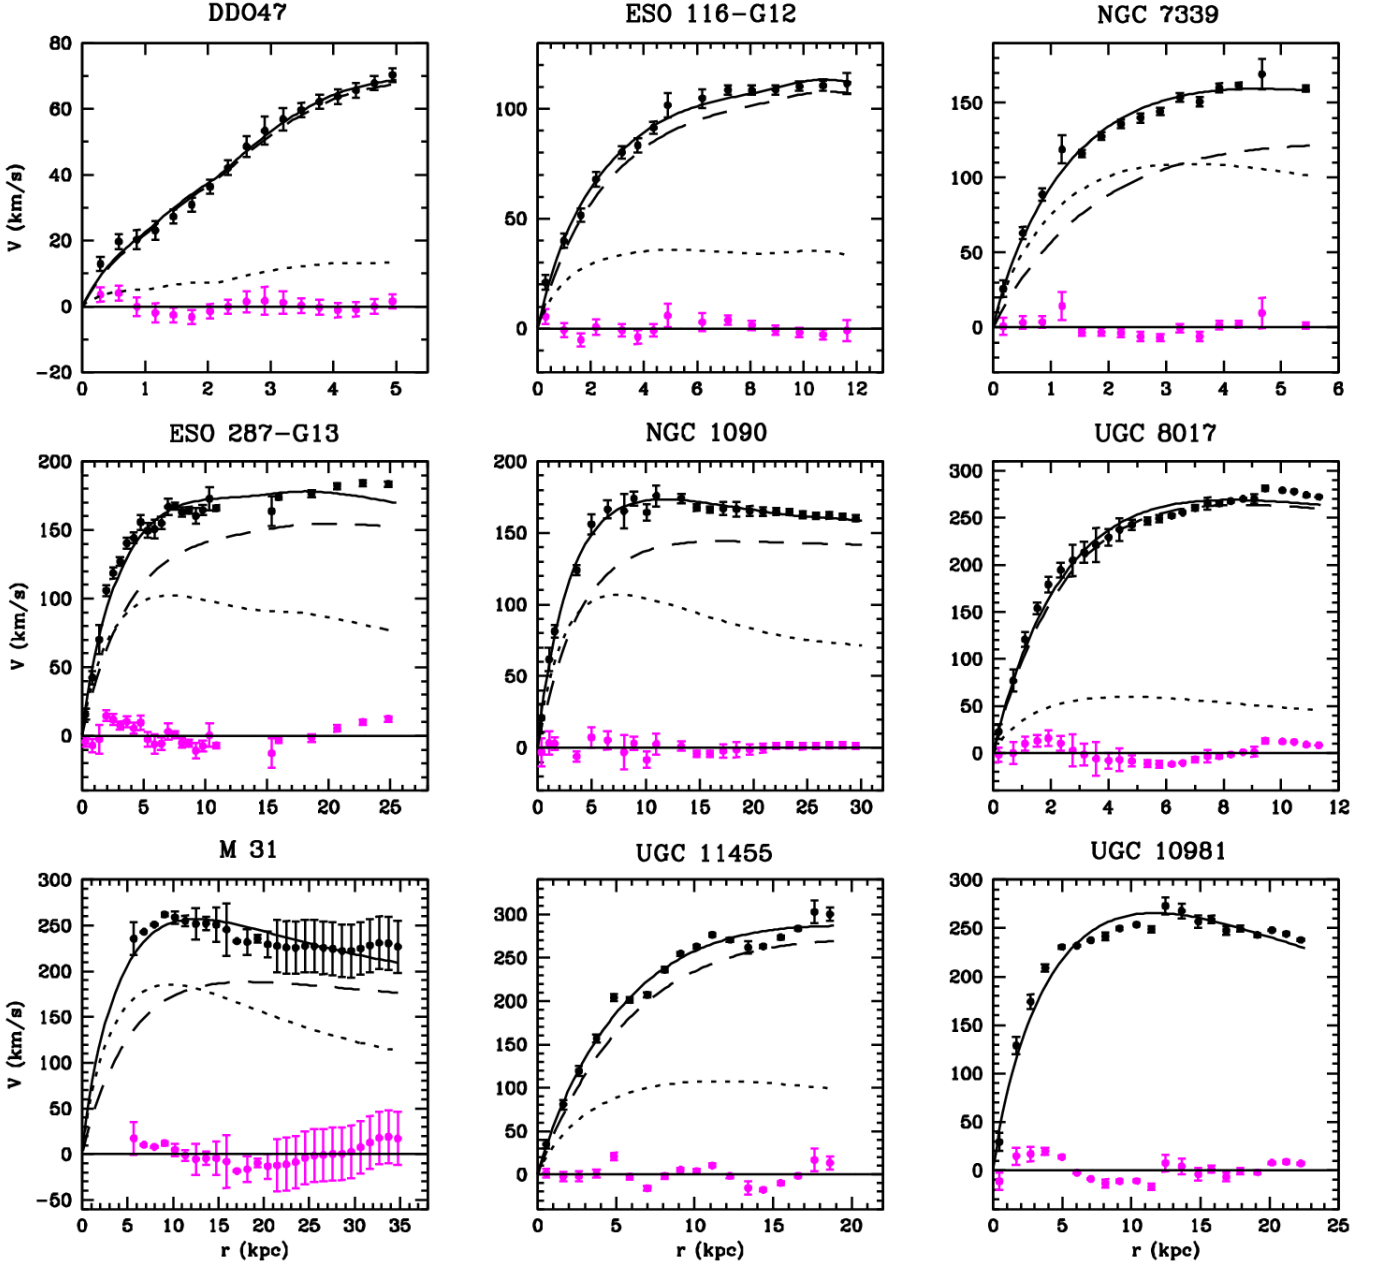 DDO47 ESO 116-G12 NGC 7339
80 60 40 20 0 -20
V (km/s)
0 1 2 3 4 5
100 50 0
0 2 4 6 8 10 12
150 100 50 0
0 1 2 3 4 5 6
ESO 287-G13 NGC 1090 UGC 8017
200 150 100 50 0
V (km/s)
0 5 10 15 20 25
200 150 100 50 0
0 5 10 15 20 25 30
300 250 200 150 100 50 0
0 2 4 6 8 10 12
M 31 UGC 11455 UGC 10981
300 250 200 150 100 50 0 -50
V (km/s)
0 5 10 15 20 25 30 35
r (kpc)
300 250 200 150 100 50 0
0 5 10 15 20
r (kpc)
300 250 200 150 100 50 0
0 5 10 15 20 25
r (kpc)